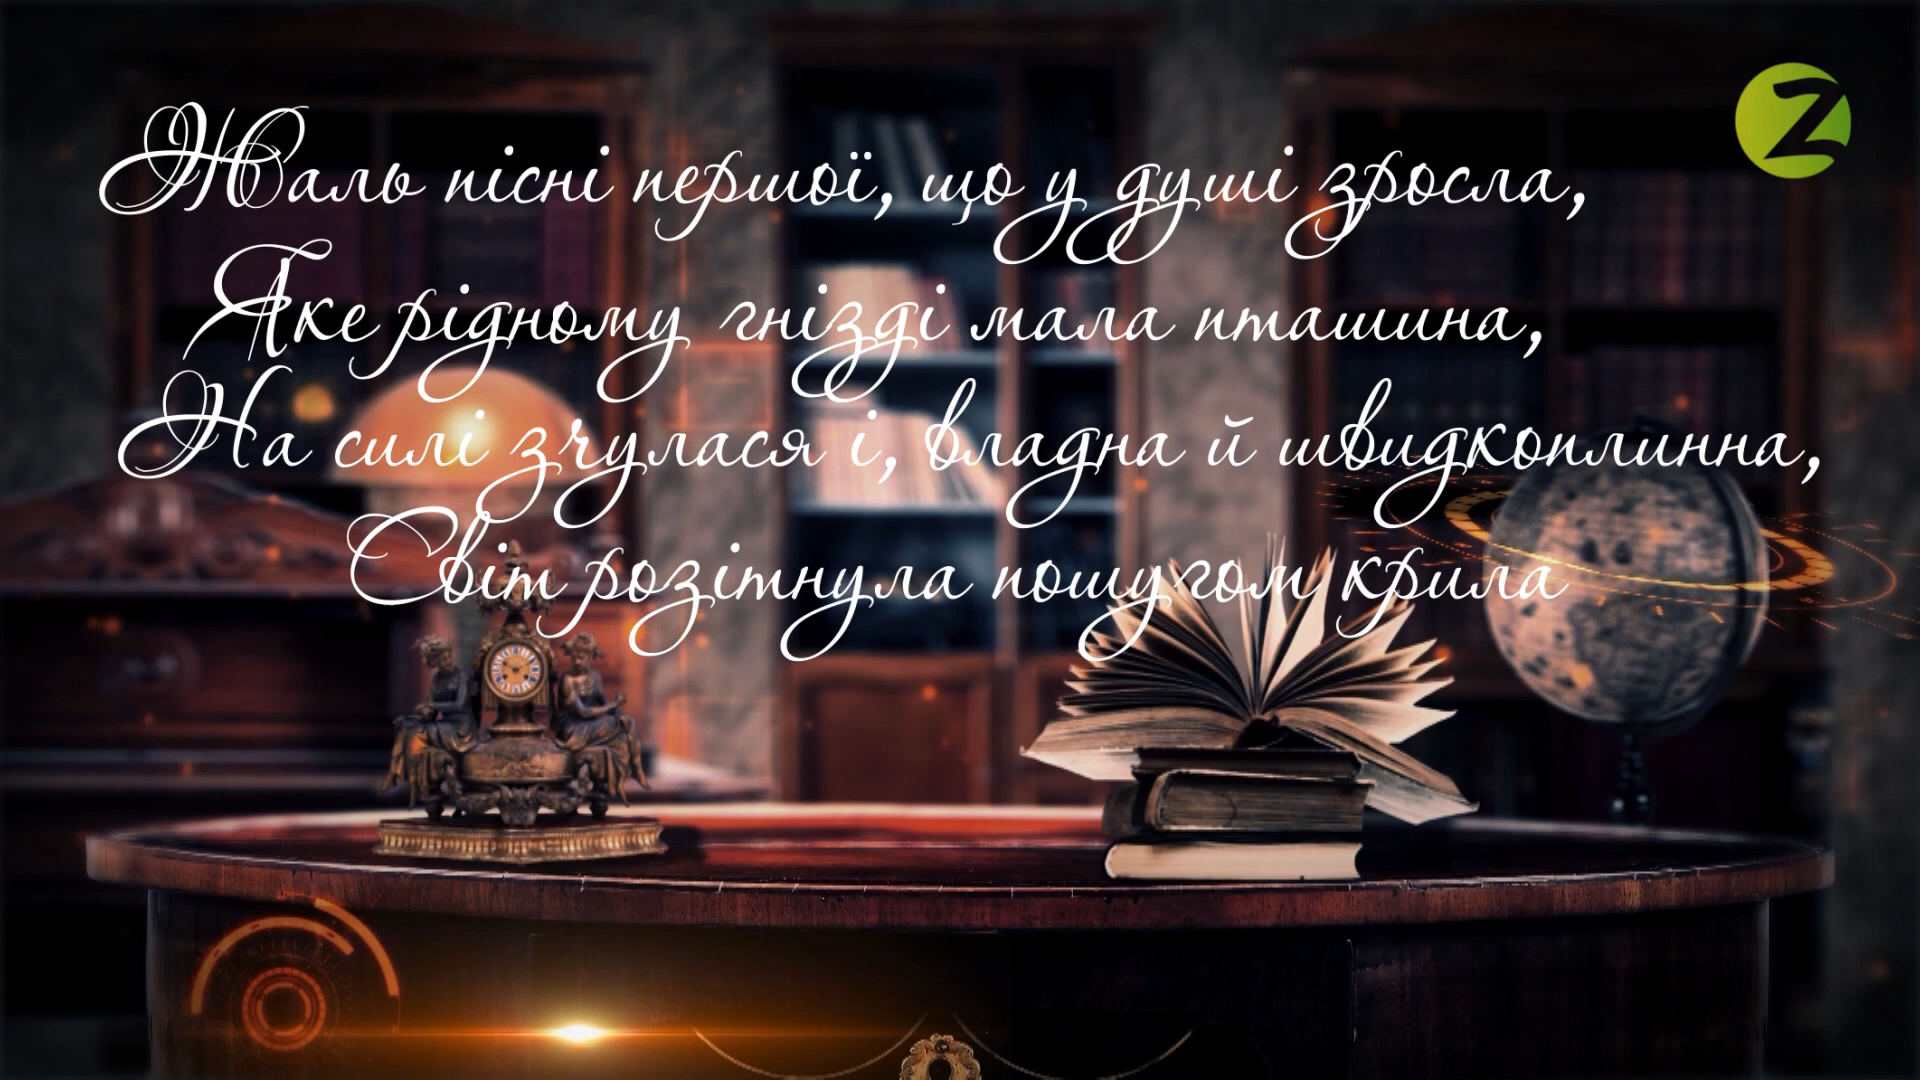 Жаль пісні першої, що у душі зросла,
Яке рідному гнізді мала пташина,
На силі зчулася і, владна й швидкоплинна,
Світ розітнула пошугом крила